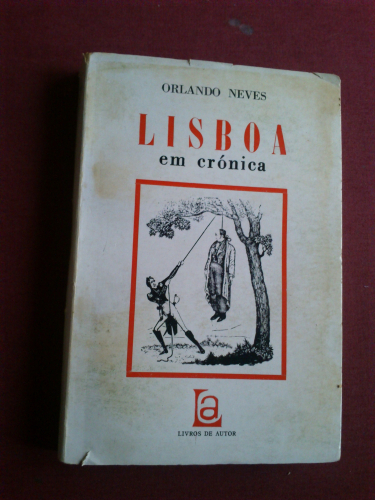 ORLANDO NEVES
LISBOA
em crónica
La
LIVROS DE AUTOR